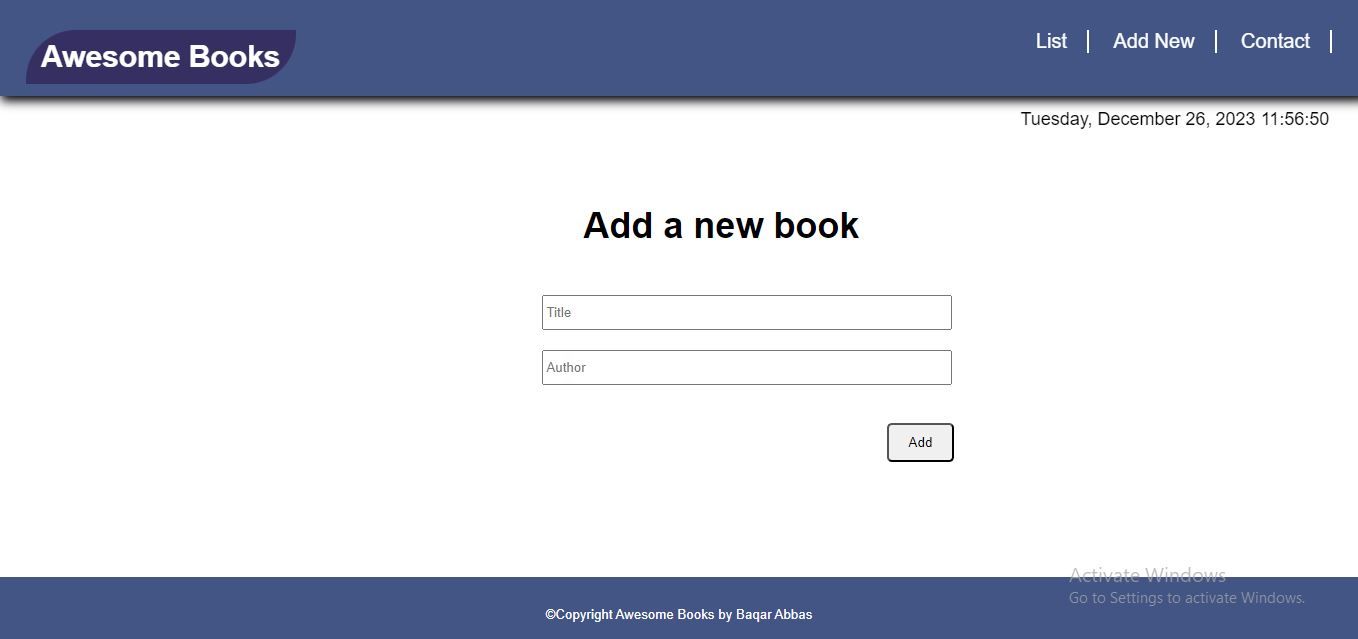 Awesome Books
List
Add New
Contact
Tuesday, December 26, 2023 11:56:50
Add a new book
Title
Author
Add
Activate Windows
Go to Settings to activate Windows.
©Copyright Awesome Books by Baqar Abbas